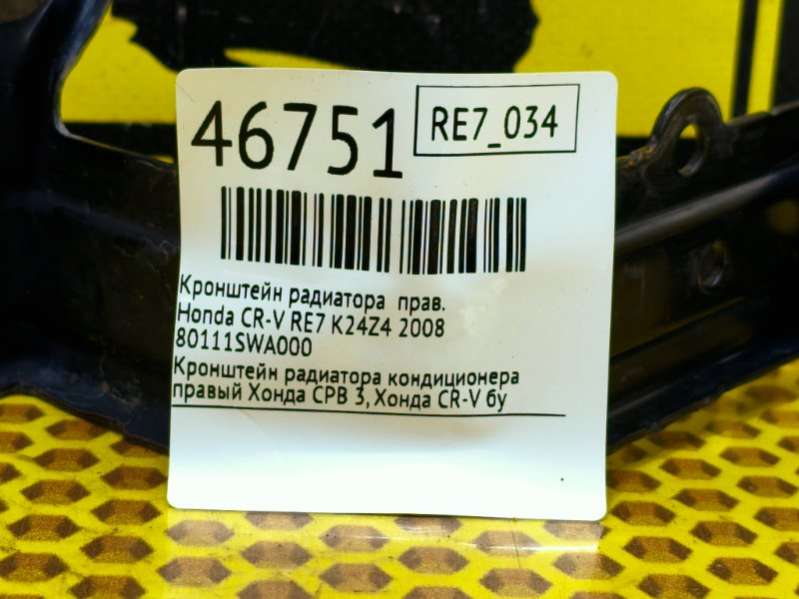 46751
RE7_034
Кронштейн радиатора прав.
Honda CR-V RE7 K24Z4 2008
80111SWA000
Кронштейн радиатора кондиционера
правый Хонда СРВ 3, Хонда CR-V бу